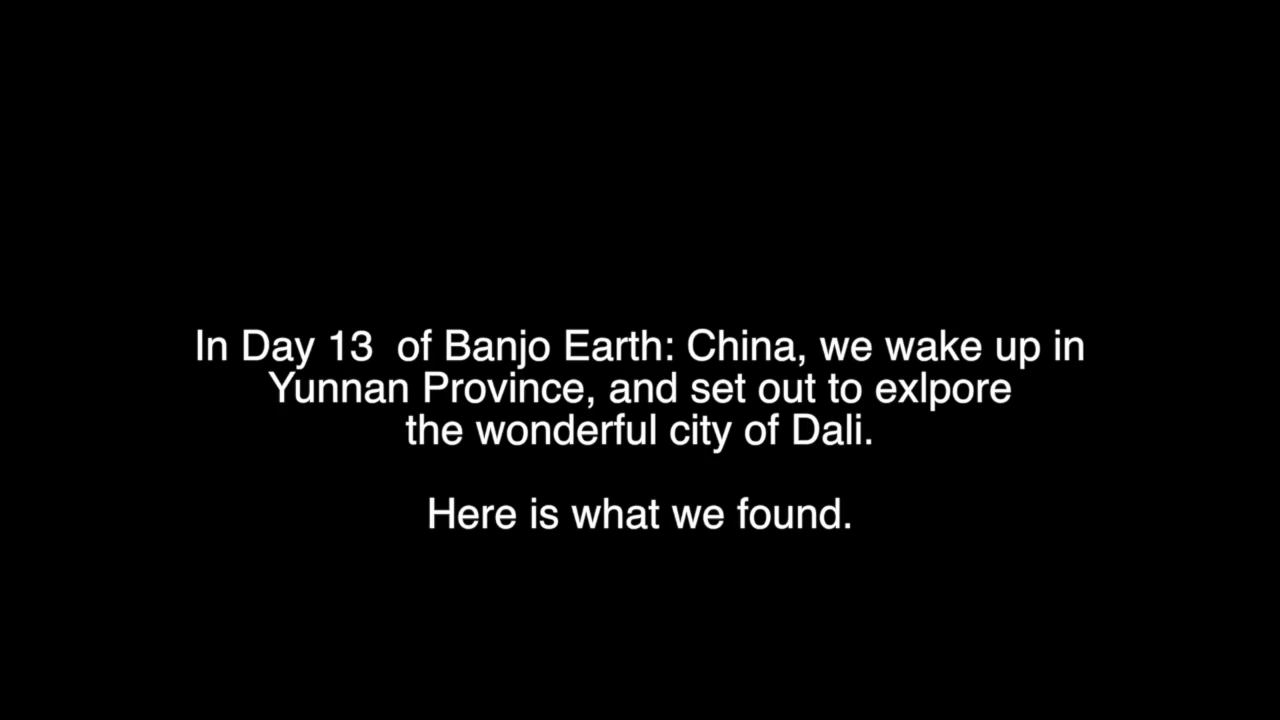 In Day 13  of Banjo Earth: China, we wake up in
Yunnan Province, and set out to exlpore
the wonderful city of Dali.
Here is what we found.